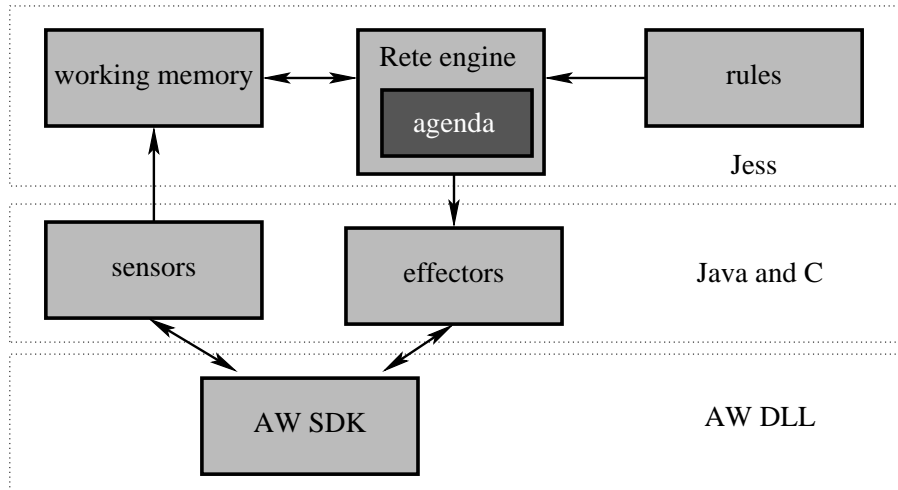 working memory
Rete engine
agenda
rules
Jess
sensors
effectors
Java and C
AW SDK
AW DLL